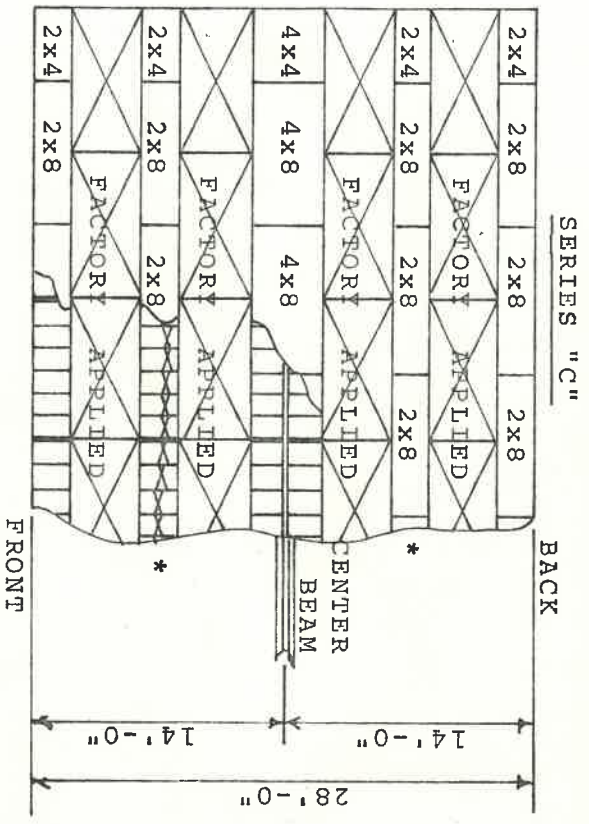 SERIES "C"
BACK
2x4 2x8 2x8 2x8
FACTORY APPLIED
2x4 2x8 2x8 2x8 *
FACTORY APPLIED
CENTER
BEAM
4x4 4x8 4x8
FACTORY APPLIED
2x4 2x8 2x8 *
FACTORY APPLIED
2x4 2x8
FRONT
14'-0"
14'-0"
28'-0"